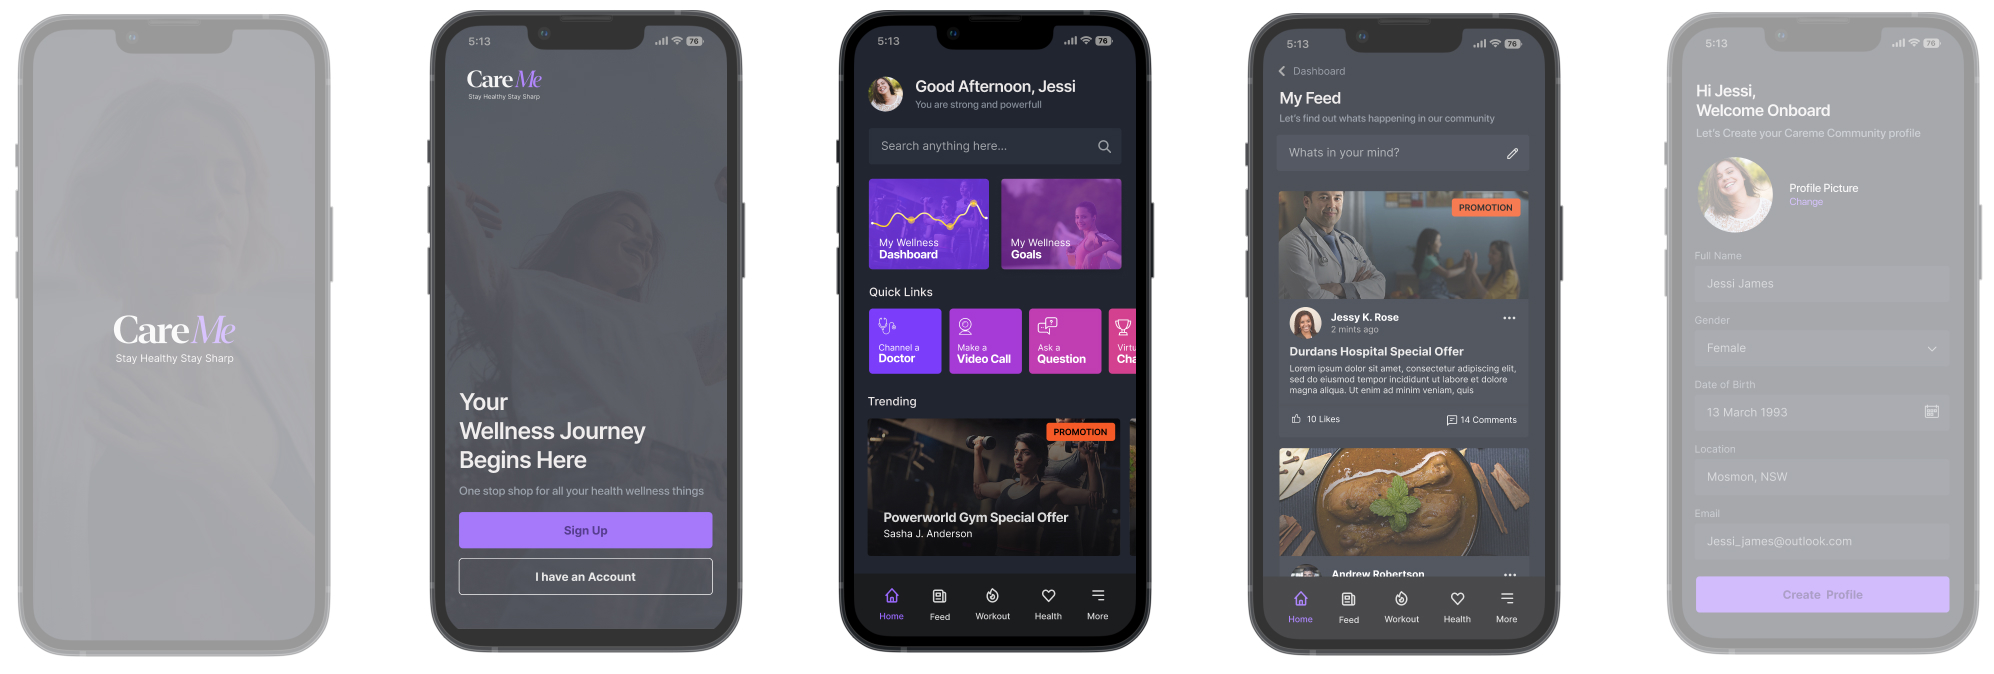 Care Me
Stay Healthy Stay Sharp
5:13
76
Care Me
Stay Healthy Stay Sharp
Your
Wellness Journey
Begins Here
One stop shop for all your health wellness things
Sign Up
I have an Account
5:13
76
Good Afternoon, Jessi
You are strong and powerfull
Search anything here...
My Wellness
Dashboard
My Wellness
Goals
Quick Links
Channel a
Doctor
Make a
Video Call
Ask a
Question
Virtu
Cha
Trending
PROMOTION
Powerworld Gym Special Offer
Sasha J. Anderson
Home
Feed
Workout
Health
More
5:13
76
Dashboard
My Feed
Let's find out whats happening in our community
Whats in your mind?
PROMOTION
Jessy K. Rose
2 mints ago
Durdans Hospital Special Offer
Lorem ipsum dolor sit amet, consectetur adipiscing elit,
sed do eiusmod tempor incididunt ut labore et dolore
magna aliqua. Ut enim ad minim veniam, quis
10 Likes
14 Comments
Andrew Robertson
Home
Feed
Workout
Health
More
5:13
76
Hi Jessi,
Welcome Onboard
Let's Create your Careme Community profile
Profile Picture
Change
Full Name
Jessi James
Gender
Female
Date of Birth
13 March 1993
Location
Mosmon, NSW
Email
Jessi_james@outlook.com
Create Profile